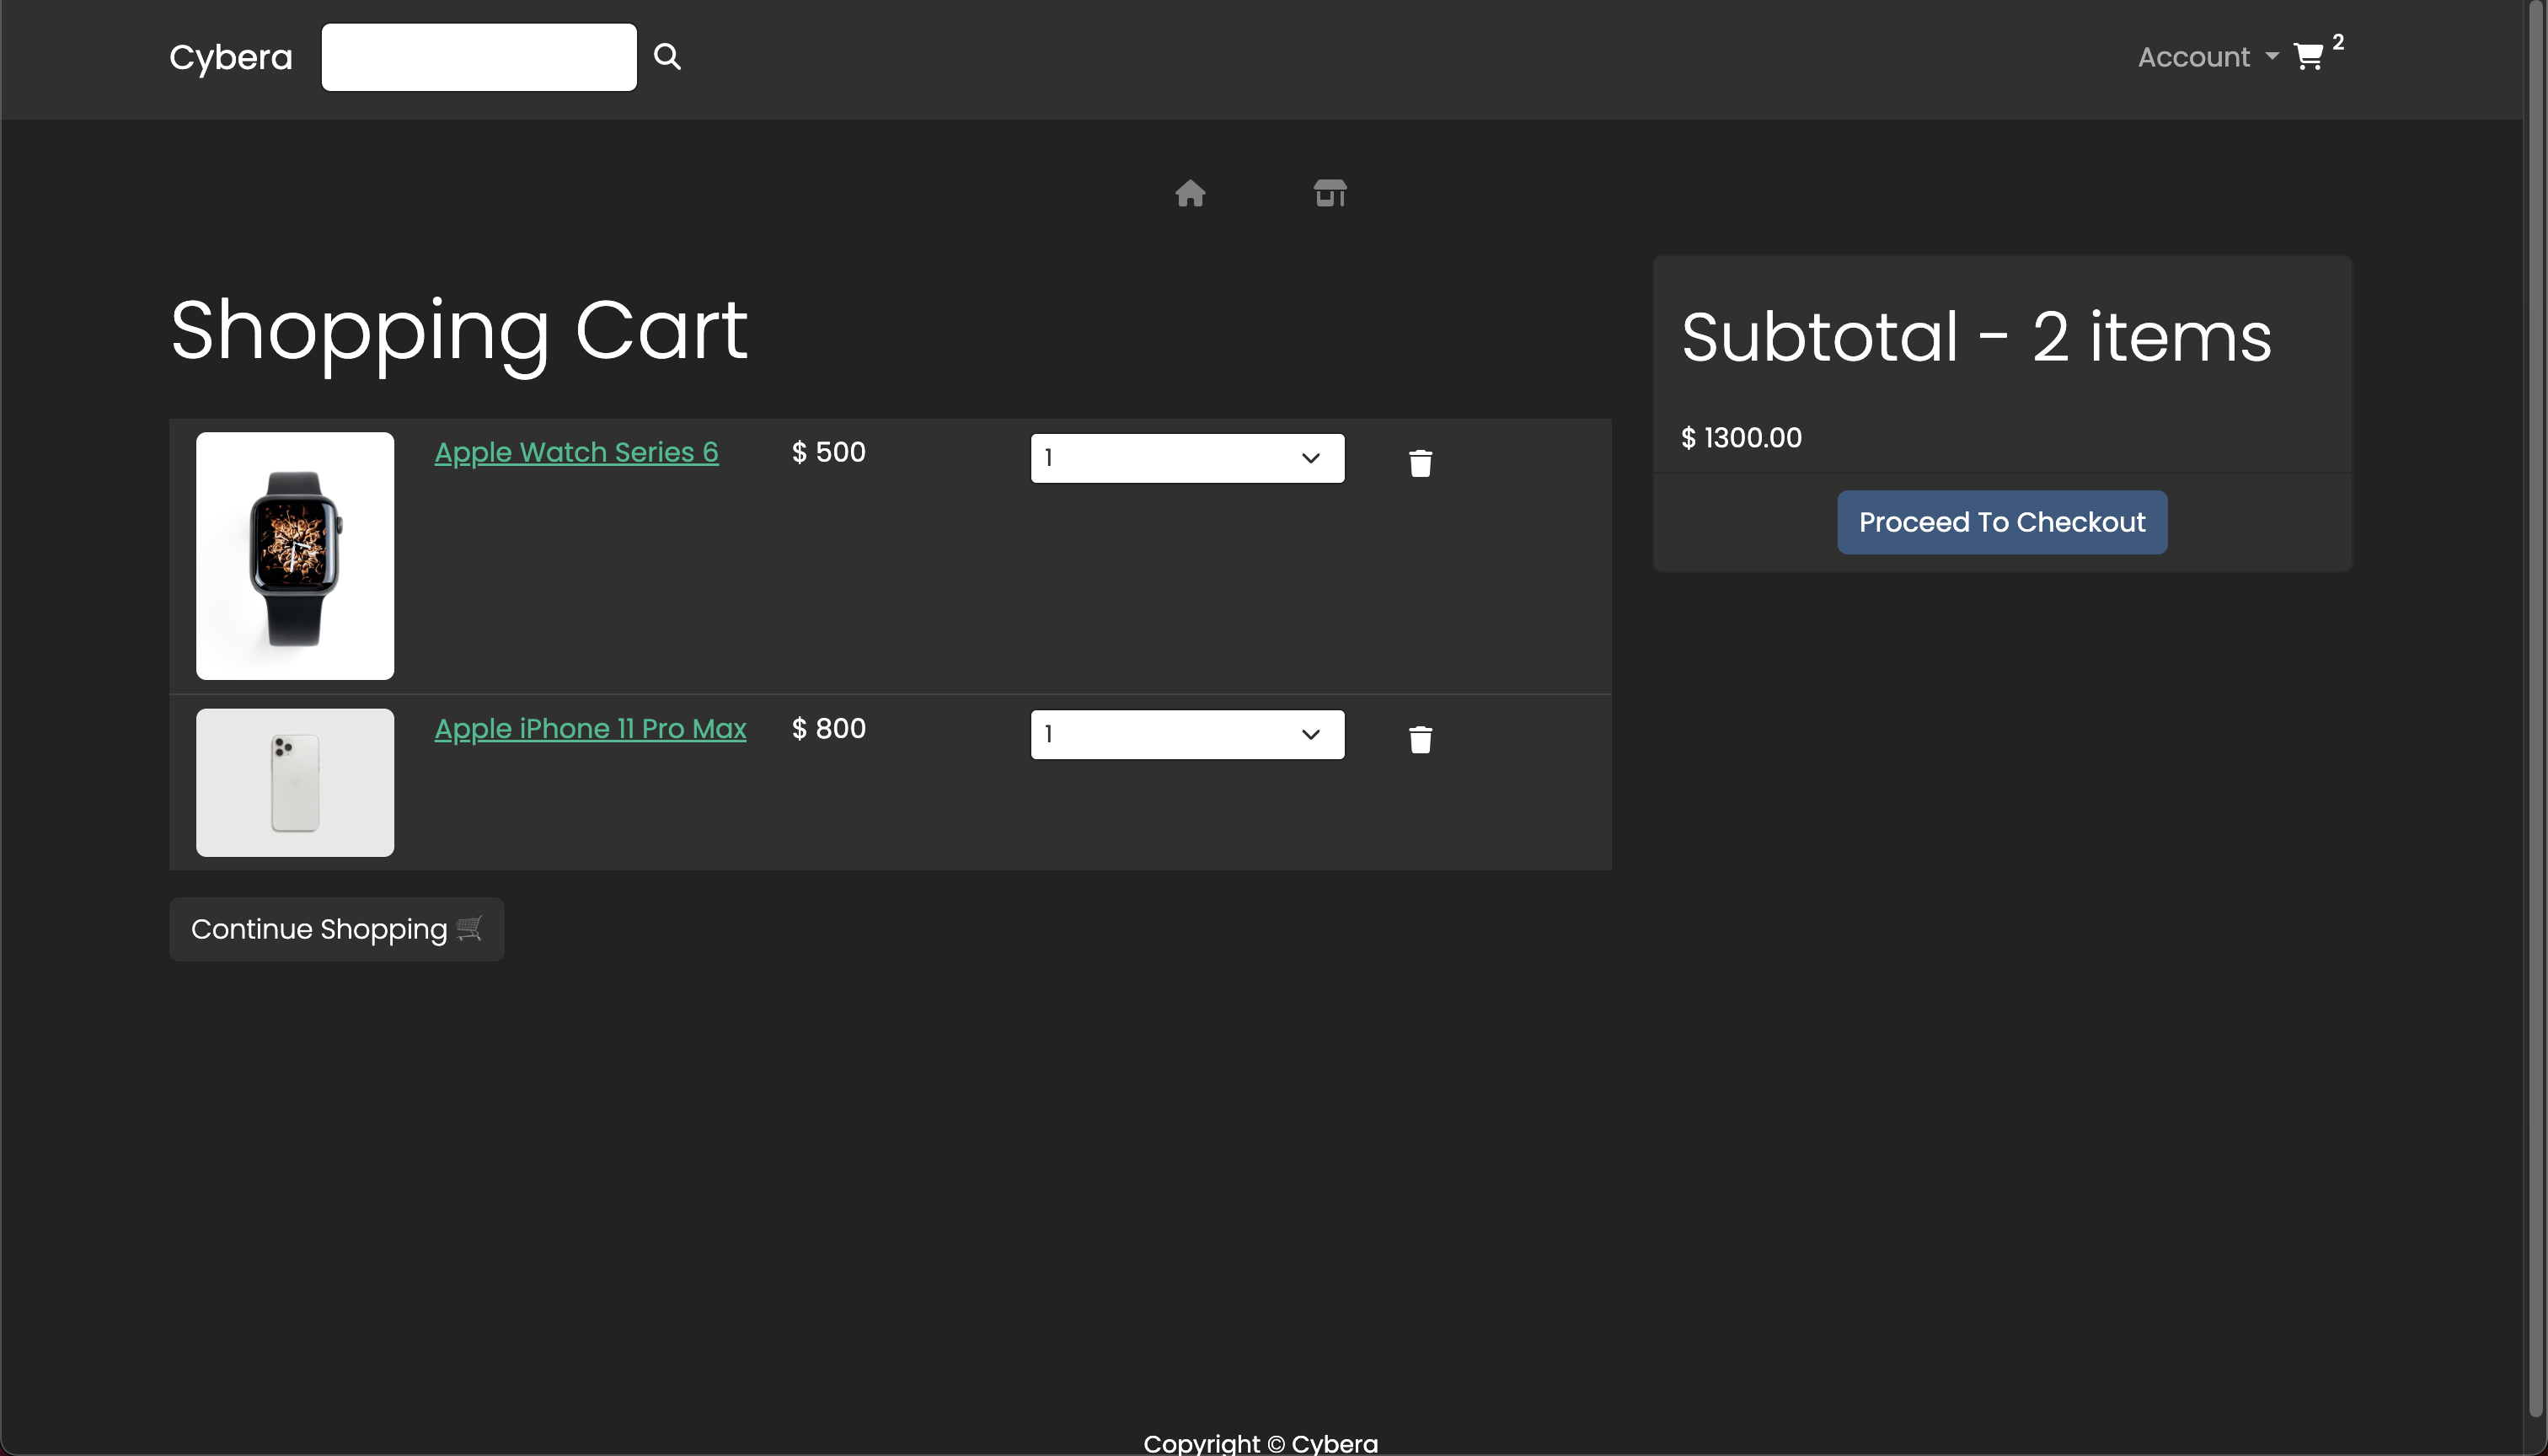 Cybera
Account
2
Shopping Cart
Apple Watch Series 6
$ 500
1
Apple iPhone 11 Pro Max
$ 800
1
Continue Shopping 🛒
Subtotal - 2 items
$ 1300.00
Proceed To Checkout
Copyright © Cybera